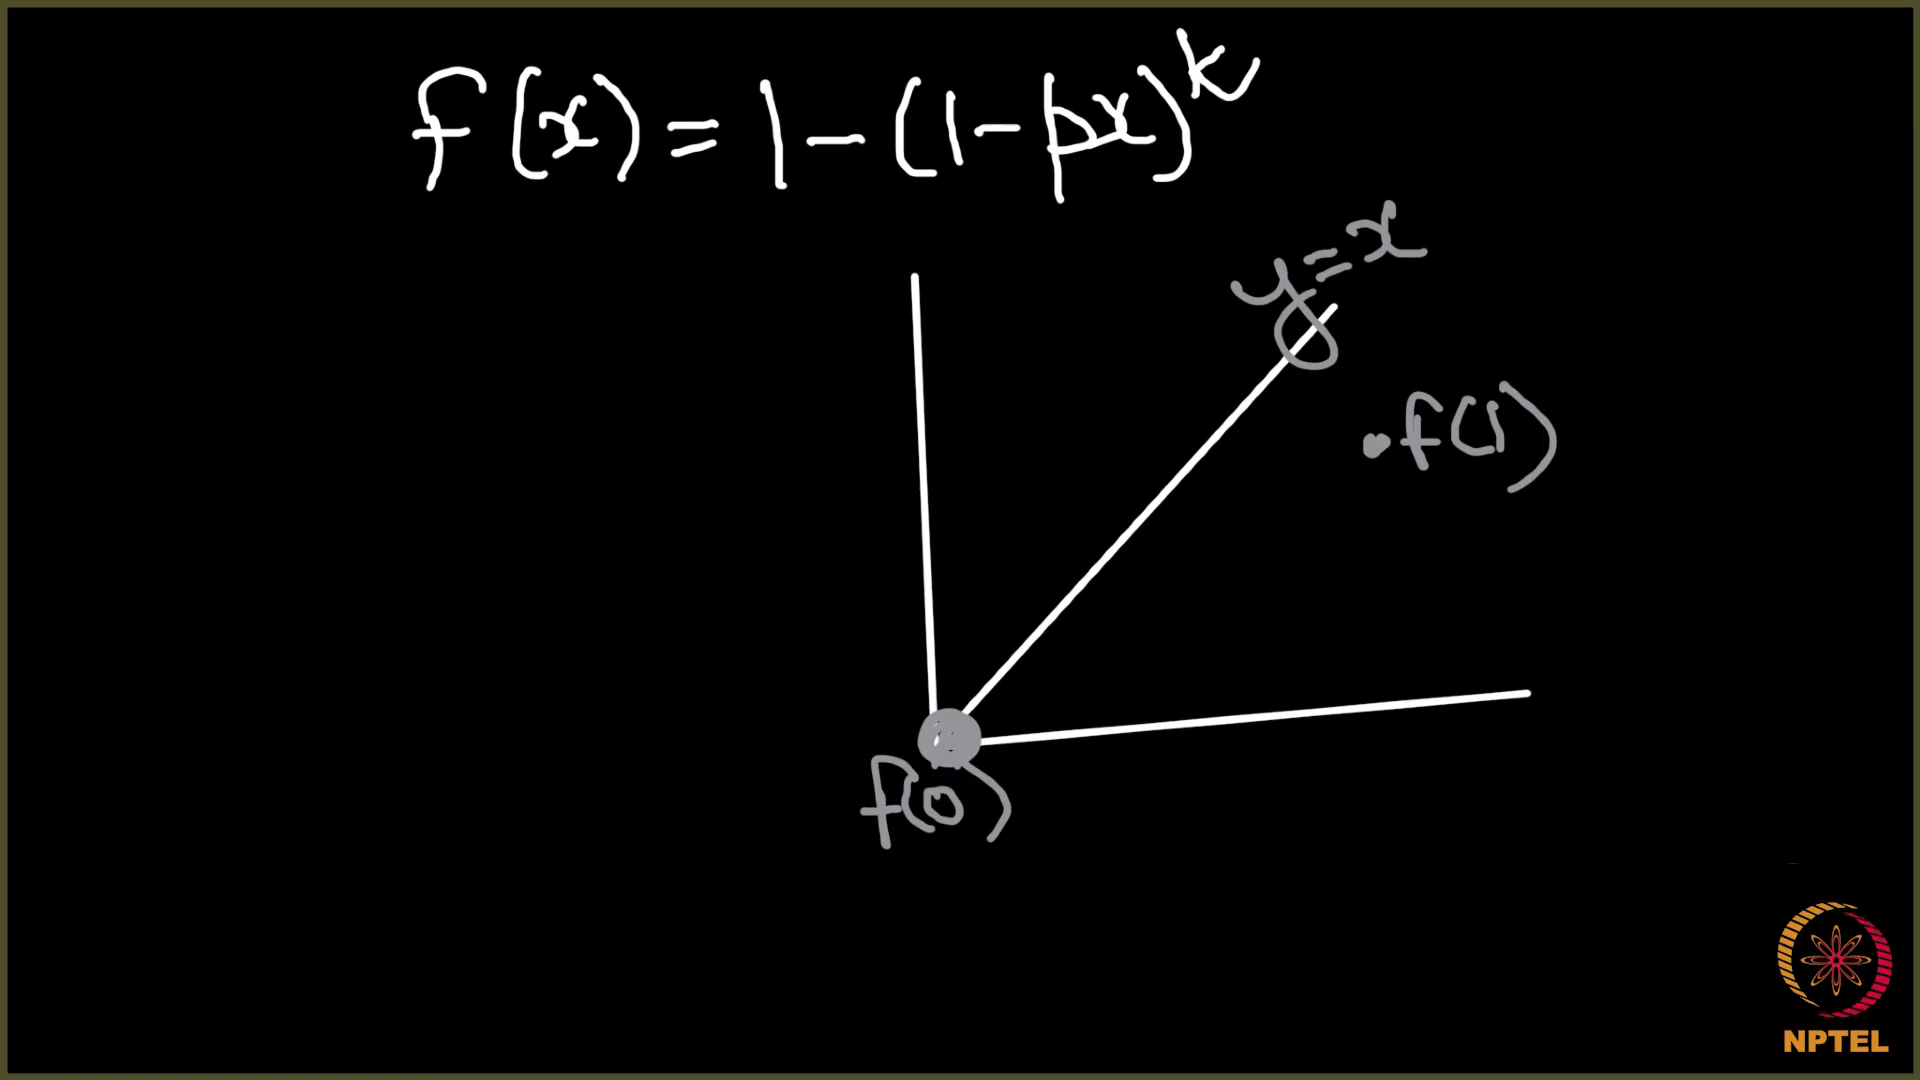 f(x) = 1 - (1 - px)^k
y = x
f(1)
f(0)
NPTEL